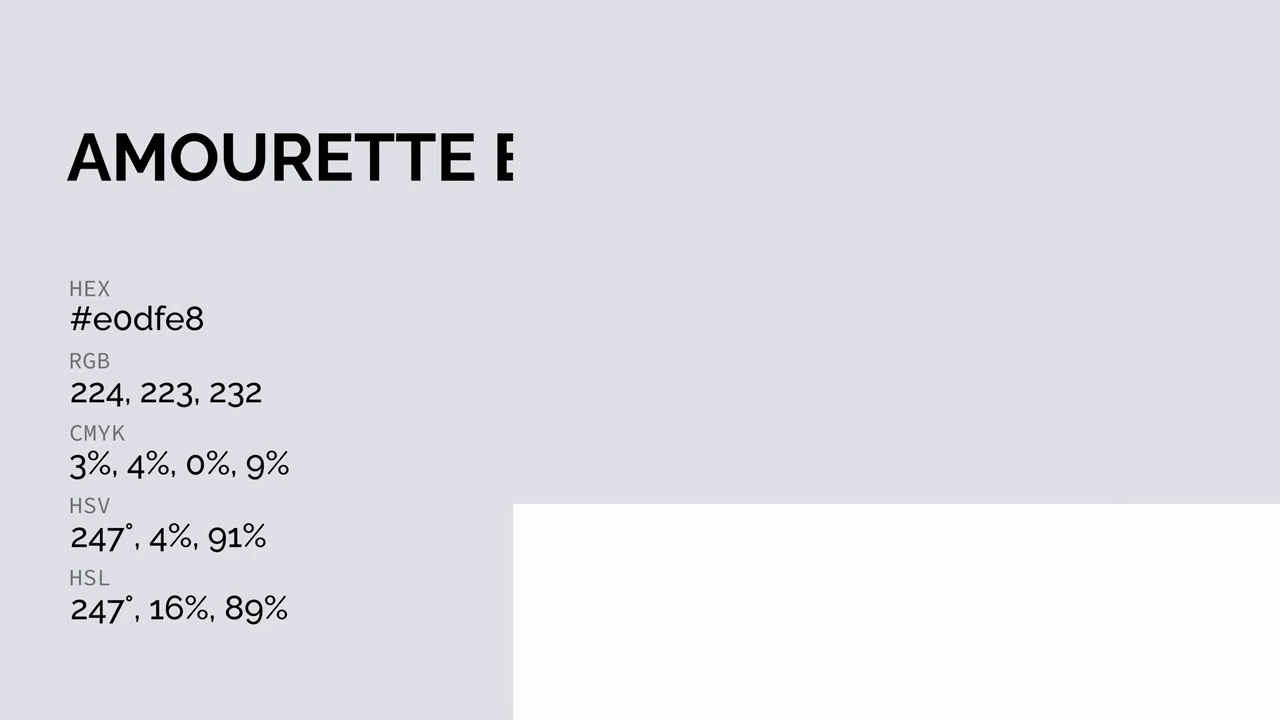 AMOURETTE
HEX
#e0dfe8
RGB
224, 223, 232
CMYK
3%, 4%, 0%, 9%
HSV
247°, 4%, 91%
HSL
247°, 16%, 89%